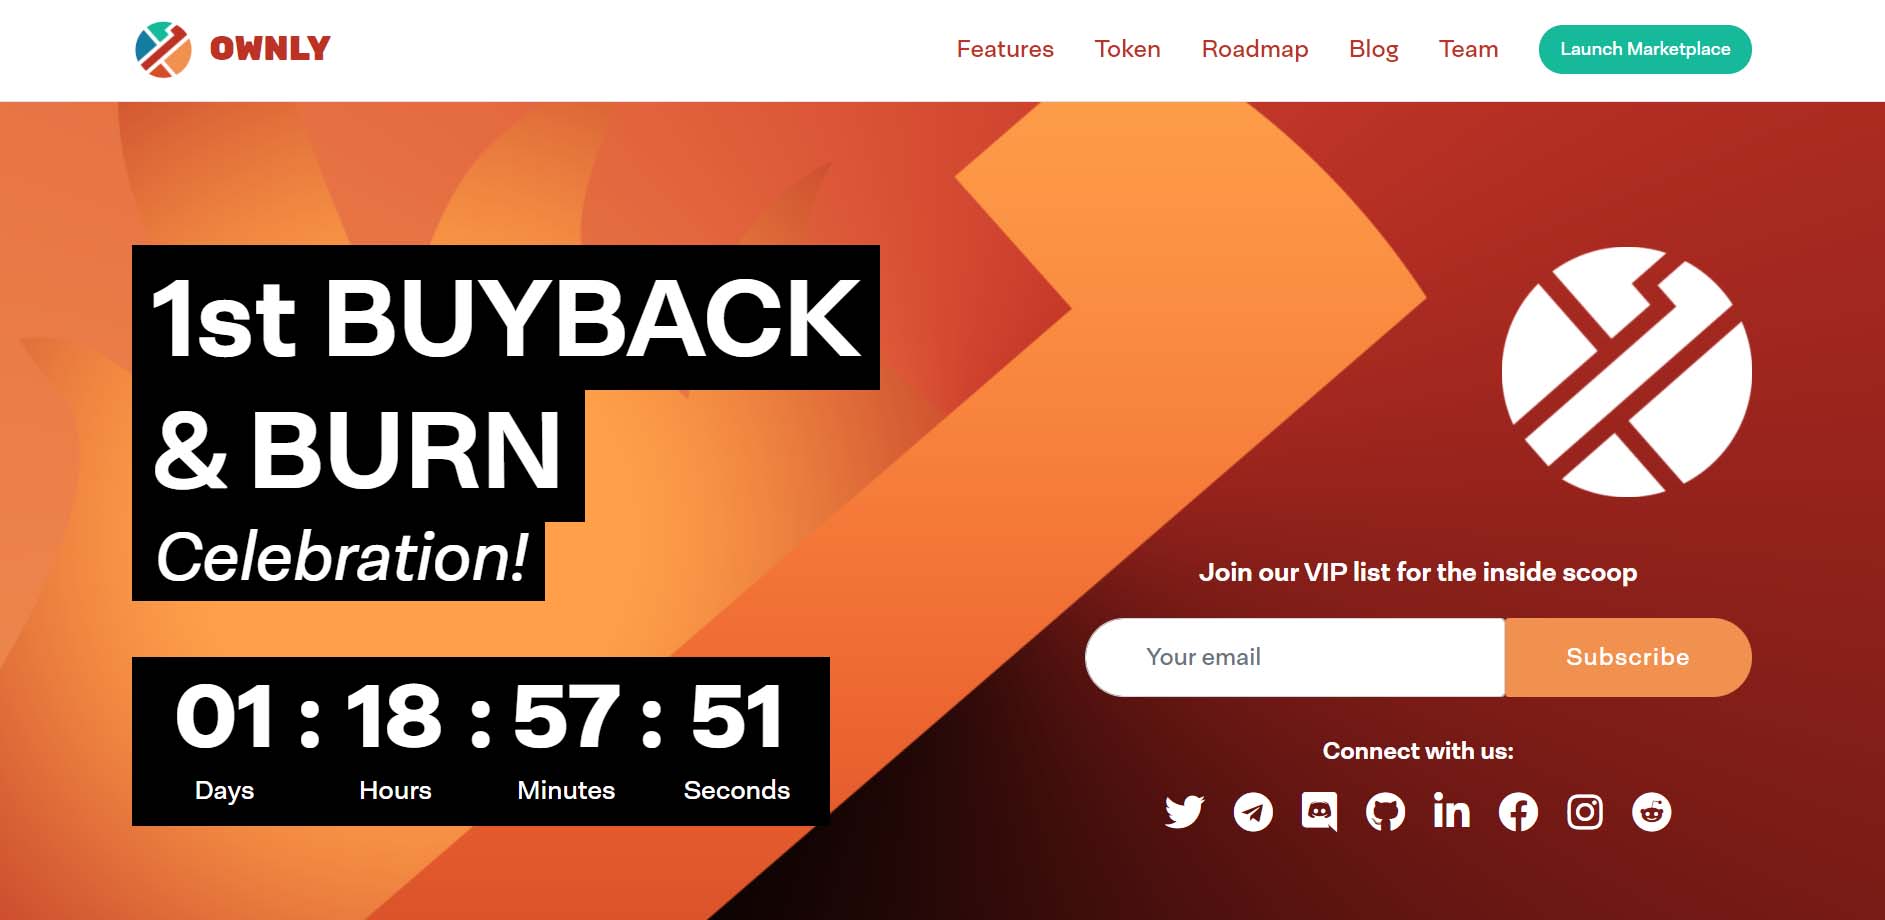 OWNLY
Features Token Roadmap Blog Team Launch Marketplace
1st BUYBACK
& BURN
Celebration!
01 : 18 : 57 : 51
Days Hours Minutes Seconds
Join our VIP list for the inside scoop
Your email Subscribe
Connect with us:
in